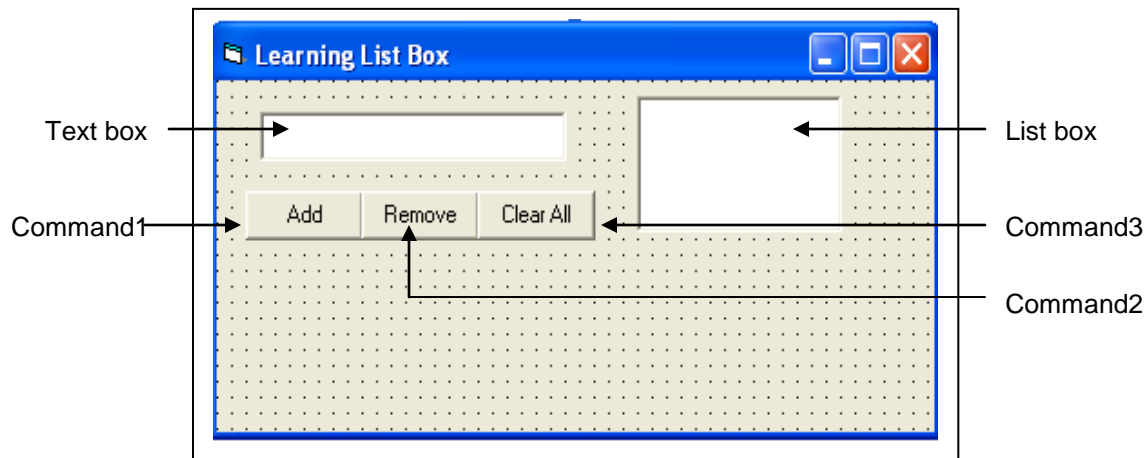 Learning List Box
Text box
List box
Add Remove Clear All
Command1
Command3
Command2